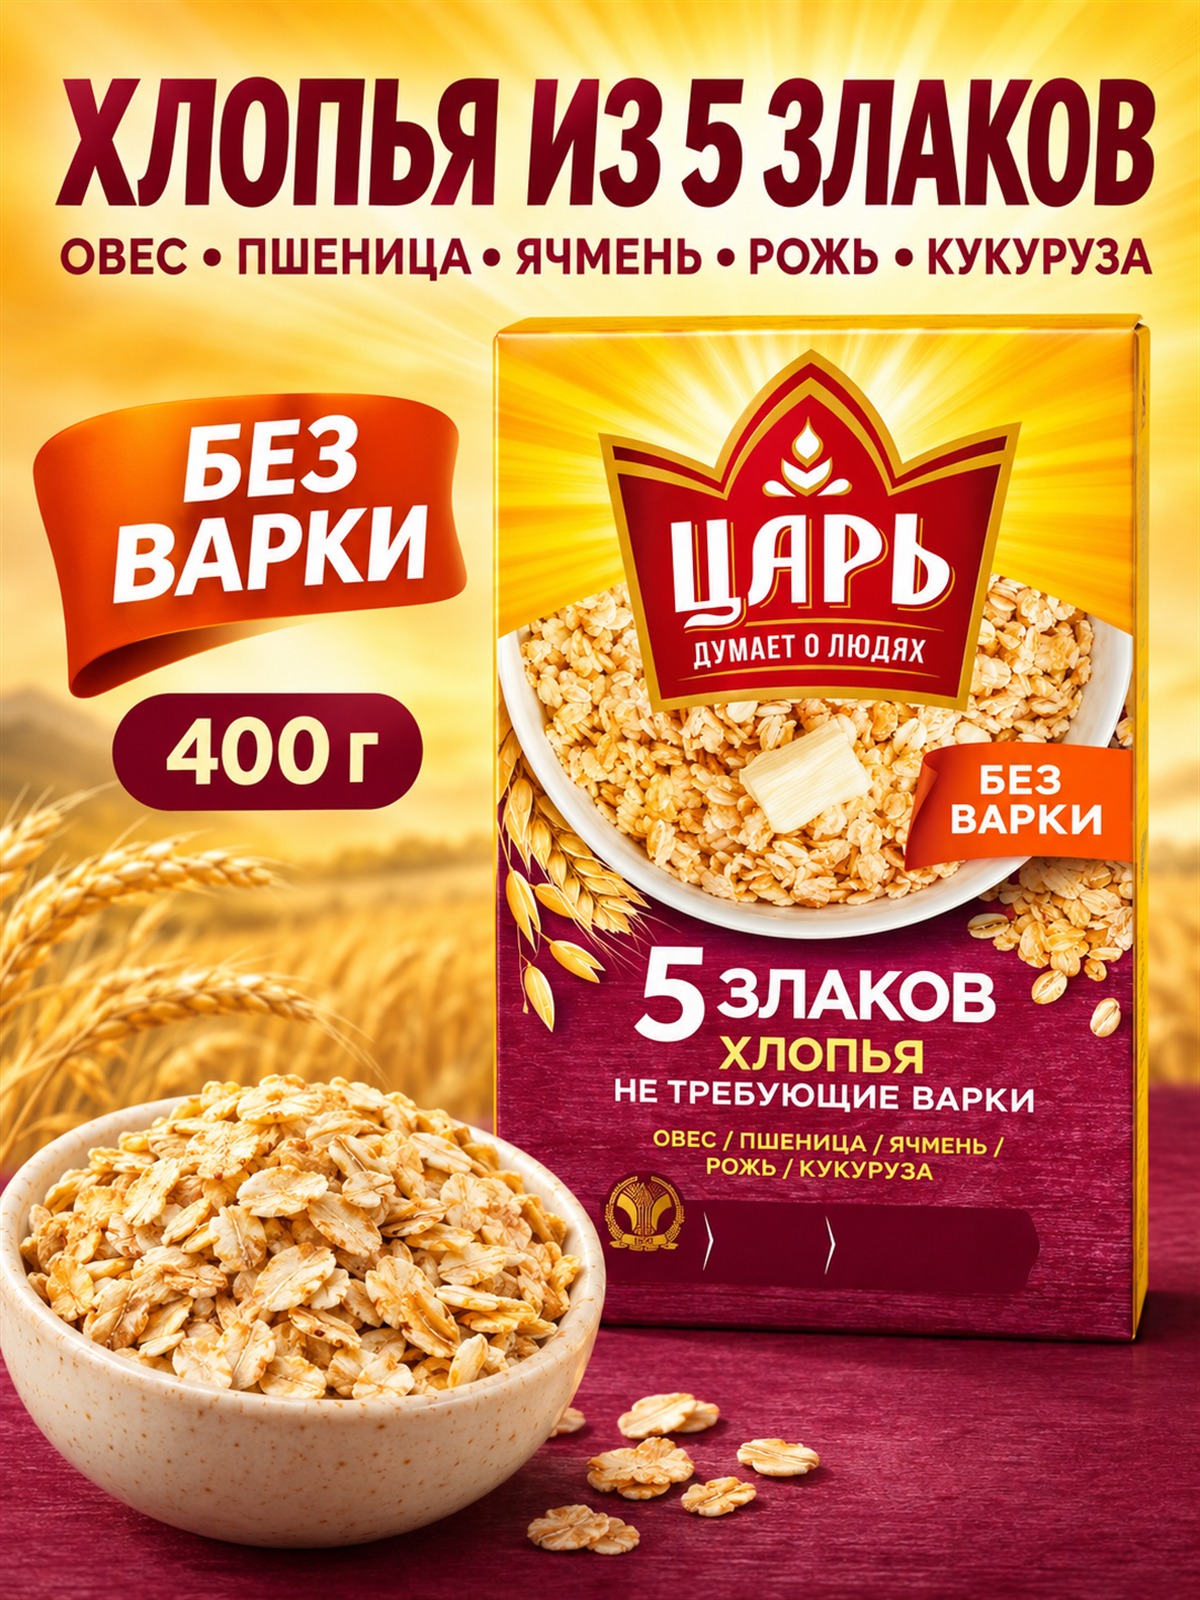 ХЛОПЬЯ ИЗ 5 ЗЛАКОВ
ОВЕС • ПШЕНИЦА • ЯЧМЕНЬ • РОЖЬ • КУКУРУЗА
БЕЗ
ВАРКИ
400 г
ЦАРЬ
ДУМАЕТ О ЛЮДЯХ
БЕЗ
ВАРКИ
5 ЗЛАКОВ
ХЛОПЬЯ
НЕ ТРЕБУЮЩИЕ ВАРКИ
ОВЕС / ПШЕНИЦА / ЯЧМЕНЬ /
РОЖЬ / КУКУРУЗА